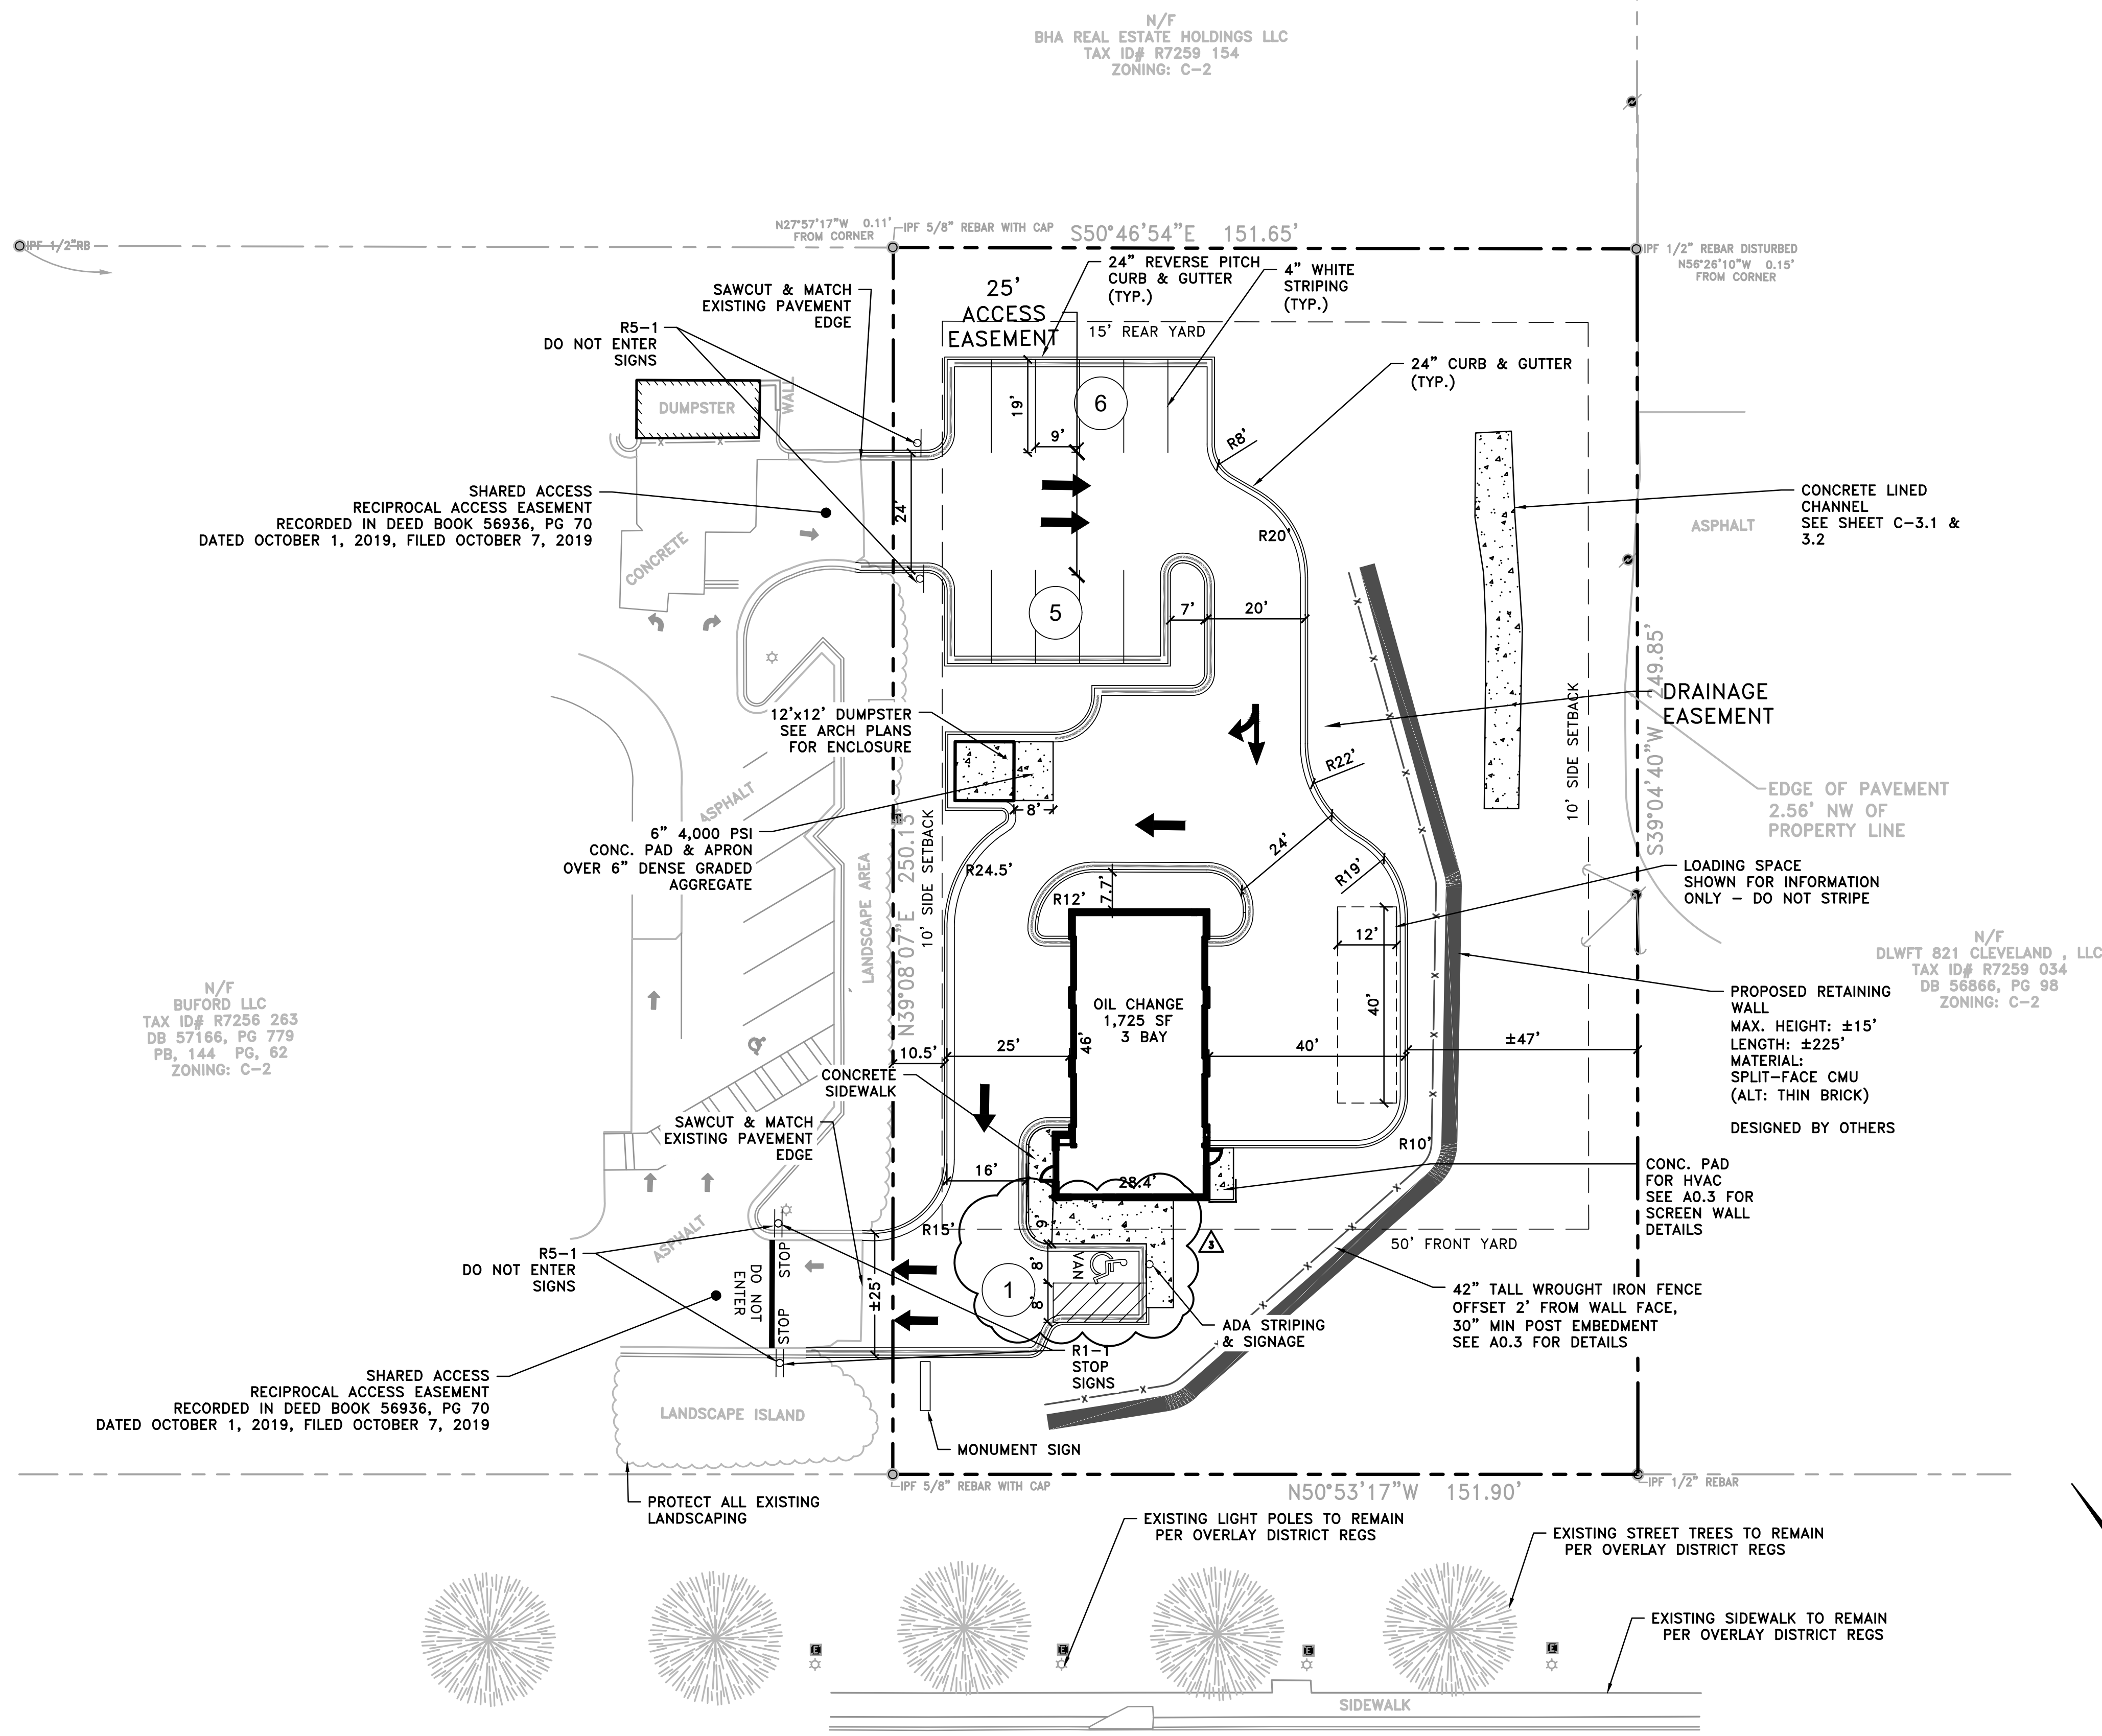 N/F
BHA REAL ESTATE HOLDINGS LLC
TAX ID# R7259 154
ZONING: C-2
IPF 1/2"RB
N27°57'17"W 0.11'
FROM CORNER
IPF 5/8" REBAR WITH CAP
S50°46'54"E 151.65'
IPF 1/2" REBAR DISTURBED
N56°26'10"W 0.15'
FROM CORNER
SAWCUT & MATCH
EXISTING PAVEMENT
EDGE
25'
ACCESS
EASEMENT
24" REVERSE PITCH
CURB & GUTTER
(TYP.)
4" WHITE
STRIPING
(TYP.)
15' REAR YARD
R5-1
DO NOT ENTER
SIGNS
24" CURB & GUTTER
(TYP.)
DUMPSTER
WALL
19'
9'
6
R8'
SHARED ACCESS
RECIPROCAL ACCESS EASEMENT
RECORDED IN DEED BOOK 56936, PG 70
DATED OCTOBER 1, 2019, FILED OCTOBER 7, 2019
24'
CONCRETE
R20'
CONCRETE LINED
CHANNEL
SEE SHEET C-3.1 &
3.2
ASPHALT
5
7'
20'
12'x12' DUMPSTER
SEE ARCH PLANS
FOR ENCLOSURE
DRAINAGE
EASEMENT
S39°04'40"W 249.85'
10' SIDE SETBACK
R22'
EDGE OF PAVEMENT
2.56' NW OF
PROPERTY LINE
ASPHALT
8'
6" 4,000 PSI
CONC. PAD & APRON
OVER 6" DENSE GRADED
AGGREGATE
LANDSCAPE AREA
N39°08'07"E 250.13'
10' SIDE SETBACK
R24.5'
24'
R19'
R12'
7.7'
LOADING SPACE
SHOWN FOR INFORMATION
ONLY - DO NOT STRIPE
12'
40'
N/F
DLWFT 821 CLEVELAND , LLC
TAX ID# R7259 034
DB 56866, PG 98
ZONING: C-2
N/F
BUFORD LLC
TAX ID# R7256 263
DB 57166, PG 779
PB, 144 PG, 62
ZONING: C-2
OIL CHANGE
1,725 SF
3 BAY
46'
PROPOSED RETAINING
WALL
MAX. HEIGHT: ±15'
LENGTH: ±225'
MATERIAL:
SPLIT-FACE CMU
(ALT: THIN BRICK)
DESIGNED BY OTHERS
10.5'
25'
40'
±47'
CONCRETE
SIDEWALK
SAWCUT & MATCH
EXISTING PAVEMENT
EDGE
16'
28.4'
R10'
CONC. PAD
FOR HVAC
SEE A0.3 FOR
SCREEN WALL
DETAILS
R15'
6'
3
50' FRONT YARD
ASPHALT
R5-1
DO NOT ENTER
SIGNS
STOP
STOP
DO NOT
ENTER
±25'
1
8'
8'
VAN
42" TALL WROUGHT IRON FENCE
OFFSET 2' FROM WALL FACE,
30" MIN POST EMBEDMENT
SEE A0.3 FOR DETAILS
ADA STRIPING
& SIGNAGE
R1-1
STOP
SIGNS
SHARED ACCESS
RECIPROCAL ACCESS EASEMENT
RECORDED IN DEED BOOK 56936, PG 70
DATED OCTOBER 1, 2019, FILED OCTOBER 7, 2019
LANDSCAPE ISLAND
MONUMENT SIGN
IPF 5/8" REBAR WITH CAP
N50°53'17"W 151.90'
IPF 1/2" REBAR
PROTECT ALL EXISTING
LANDSCAPING
EXISTING LIGHT POLES TO REMAIN
PER OVERLAY DISTRICT REGS
EXISTING STREET TREES TO REMAIN
PER OVERLAY DISTRICT REGS
EXISTING SIDEWALK TO REMAIN
PER OVERLAY DISTRICT REGS
E
E
E
E
SIDEWALK